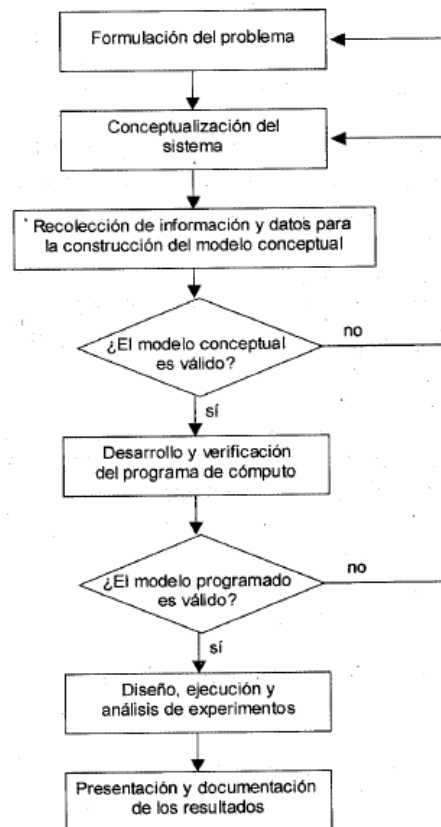 Formulación del problema
Conceptualización del
sistema
Recolección de información y datos para
la construcción del modelo conceptual
¿El modelo conceptual
es válido?
no
sí
Desarrollo y verificación
del programa de cómputo
¿El modelo programado
es válido?
no
sí
Diseño, ejecución y
análisis de experimentos
Presentación y documentación
de los resultados